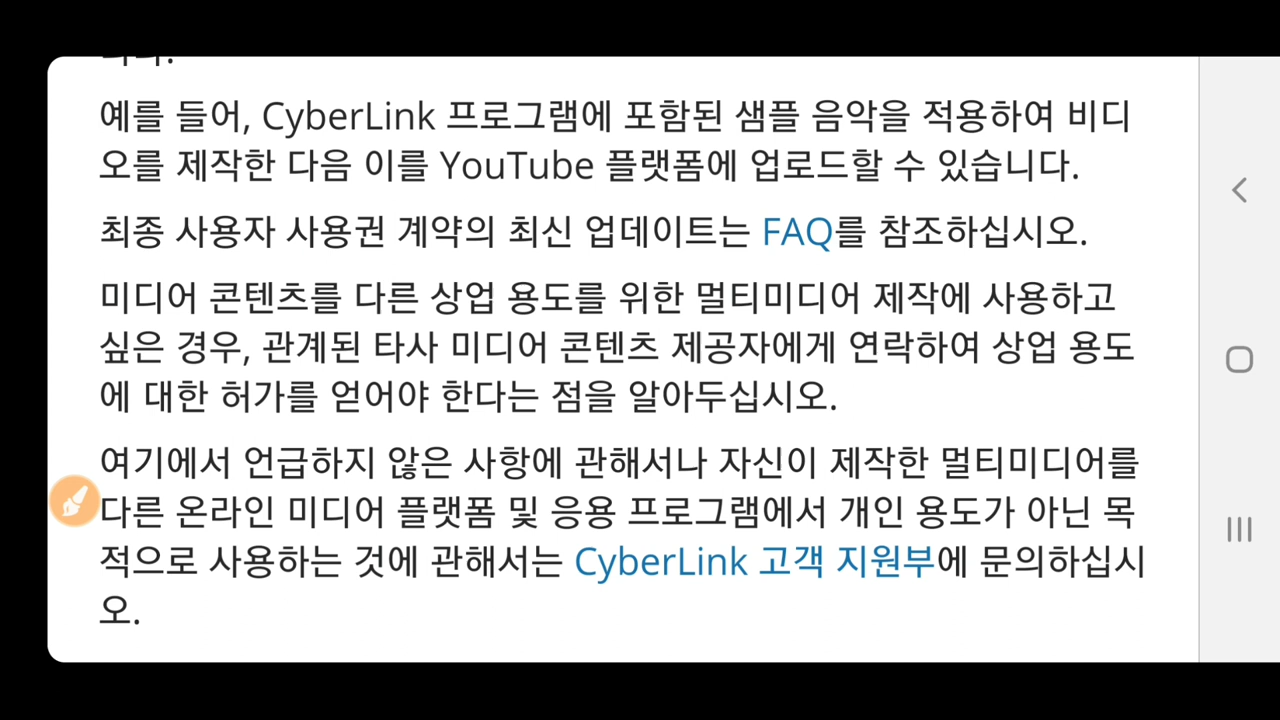 예를 들어, CyberLink 프로그램에 포함된 샘플 음악을 적용하여 비디
오를 제작한 다음 이를 YouTube 플랫폼에 업로드할 수 있습니다.
최종 사용자 사용권 계약의 최신 업데이트는 FAQ를 참조하십시오.
미디어 콘텐츠를 다른 상업 용도를 위한 멀티미디어 제작에 사용하고
싶은 경우, 관계된 타사 미디어 콘텐츠 제공자에게 연락하여 상업 용도
에 대한 허가를 얻어야 한다는 점을 알아두십시오.
여기에서 언급하지 않은 사항에 관해서나 자신이 제작한 멀티미디어를
다른 온라인 미디어 플랫폼 및 응용 프로그램에서 개인 용도가 아닌 목
적으로 사용하는 것에 관해서는 CyberLink 고객 지원부에 문의하십시
오.